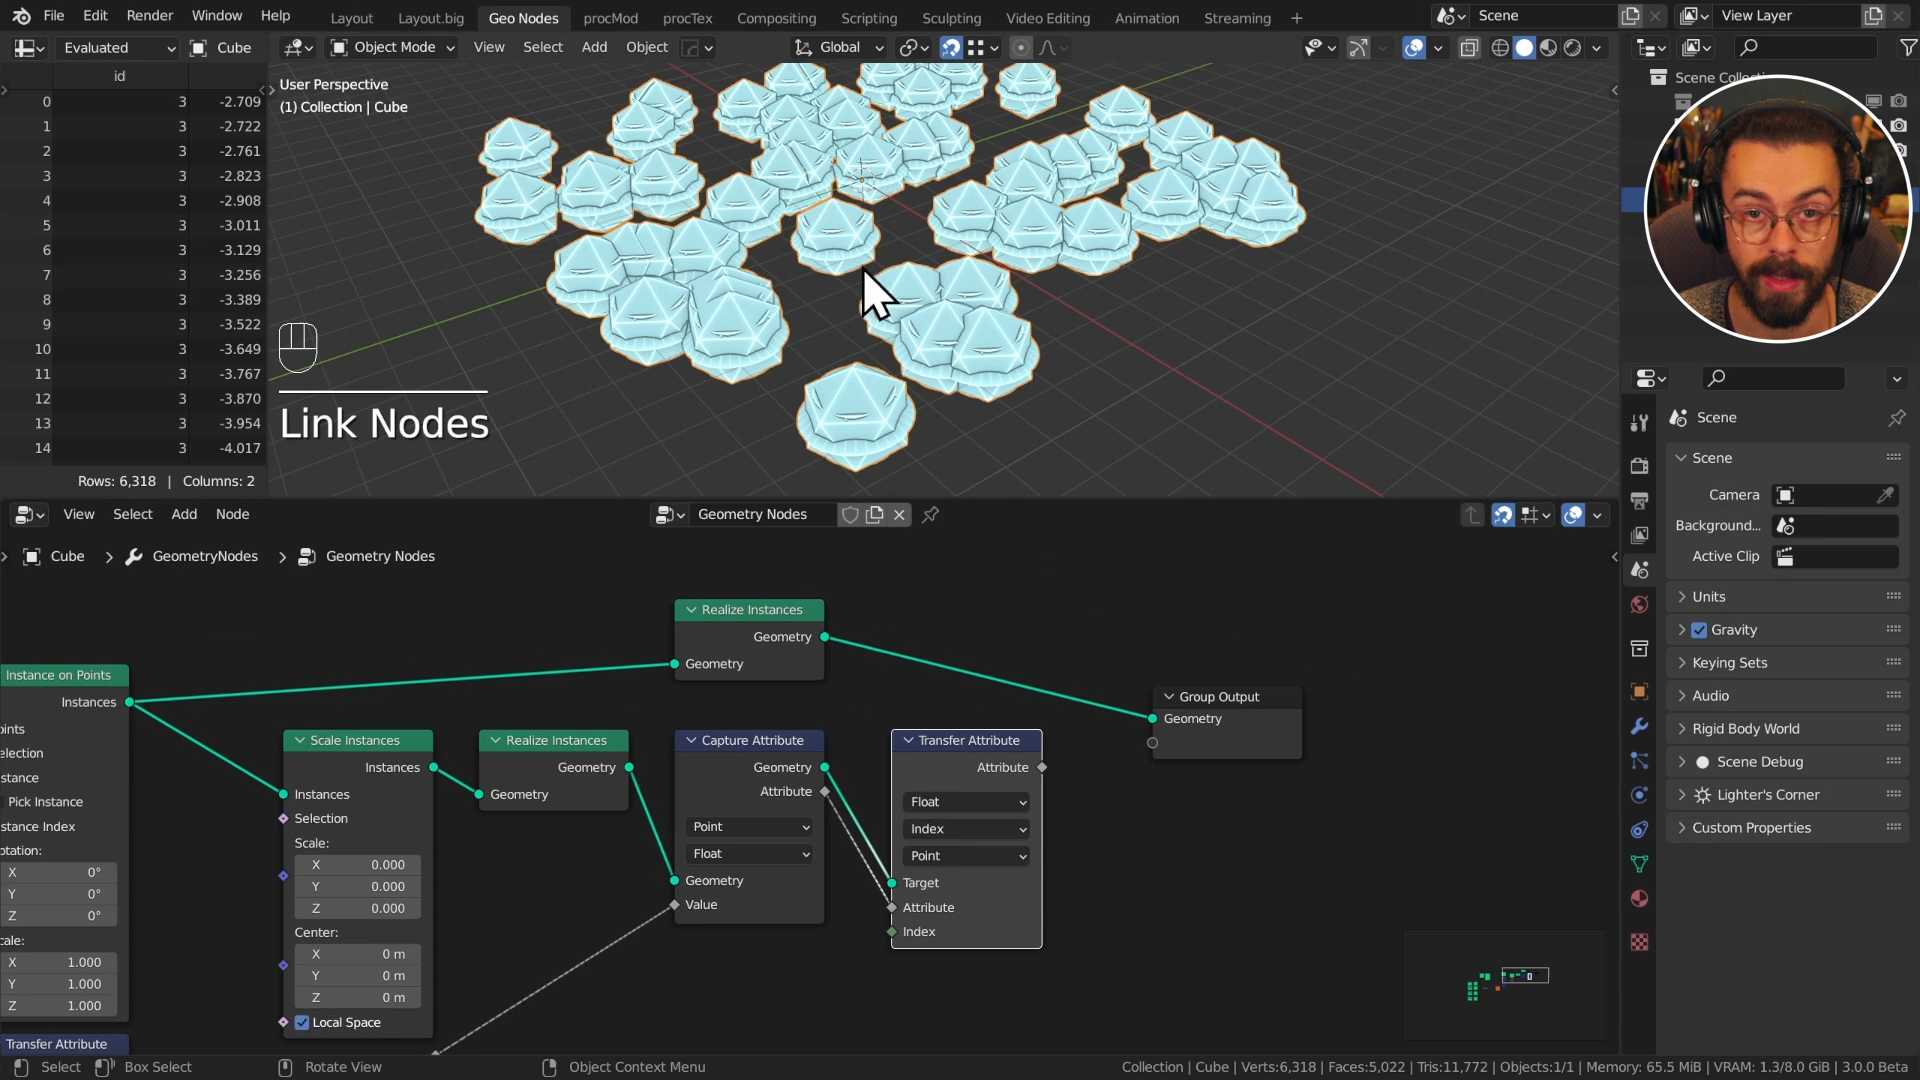 File Edit Render Window Help
Layout Layout.big Geo Nodes procMod procTex Compositing Scripting Sculpting Video Editing Animation Streaming +
Scene
View Layer
Evaluated Cube
Object Mode View Select Add Object
Global
id
0 3 -2.709
1 3 -2.722
2 3 -2.761
3 3 -2.823
4 3 -2.908
5 3 -3.011
6 3 -3.129
7 3 -3.256
8 3 -3.389
9 3 -3.522
10 3 -3.649
11 3 -3.767
12 3 -3.870
13 3 -3.954
14 3 -4.017
Rows: 6,318 | Columns: 2
User Perspective
(1) Collection | Cube
Link Nodes
View Select Add Node
Geometry Nodes
Cube > GeometryNodes > Geometry Nodes
Realize Instances
Geometry
Geometry
Instance on Points
Instances
oints
election
stance
Pick Instance
stance Index
otation:
X 0°
Y 0°
Z 0°
cale:
X 1.000
Y 1.000
Z 1.000
Transfer Attribute
Scale Instances
Instances
Instances
Selection
Scale:
X 0.000
Y 0.000
Z 0.000
Center:
X 0 m
Y 0 m
Z 0 m
Local Space
Realize Instances
Geometry
Geometry
Capture Attribute
Geometry
Attribute
Point
Float
Geometry
Value
Transfer Attribute
Attribute
Float
Index
Point
Target
Attribute
Index
Group Output
Geometry
Scene
Scene
Camera
Background...
Active Clip
Units
Gravity
Keying Sets
Audio
Rigid Body World
Scene Debug
Lighter's Corner
Custom Properties
Select Box Select Rotate View Object Context Menu
Collection | Cube | Verts:6,318 | Faces:5,022 | Tris:11,772 | Objects:1/1 | Memory: 65.5 MiB | VRAM: 1.3/8.0 GiB | 3.0.0 Beta